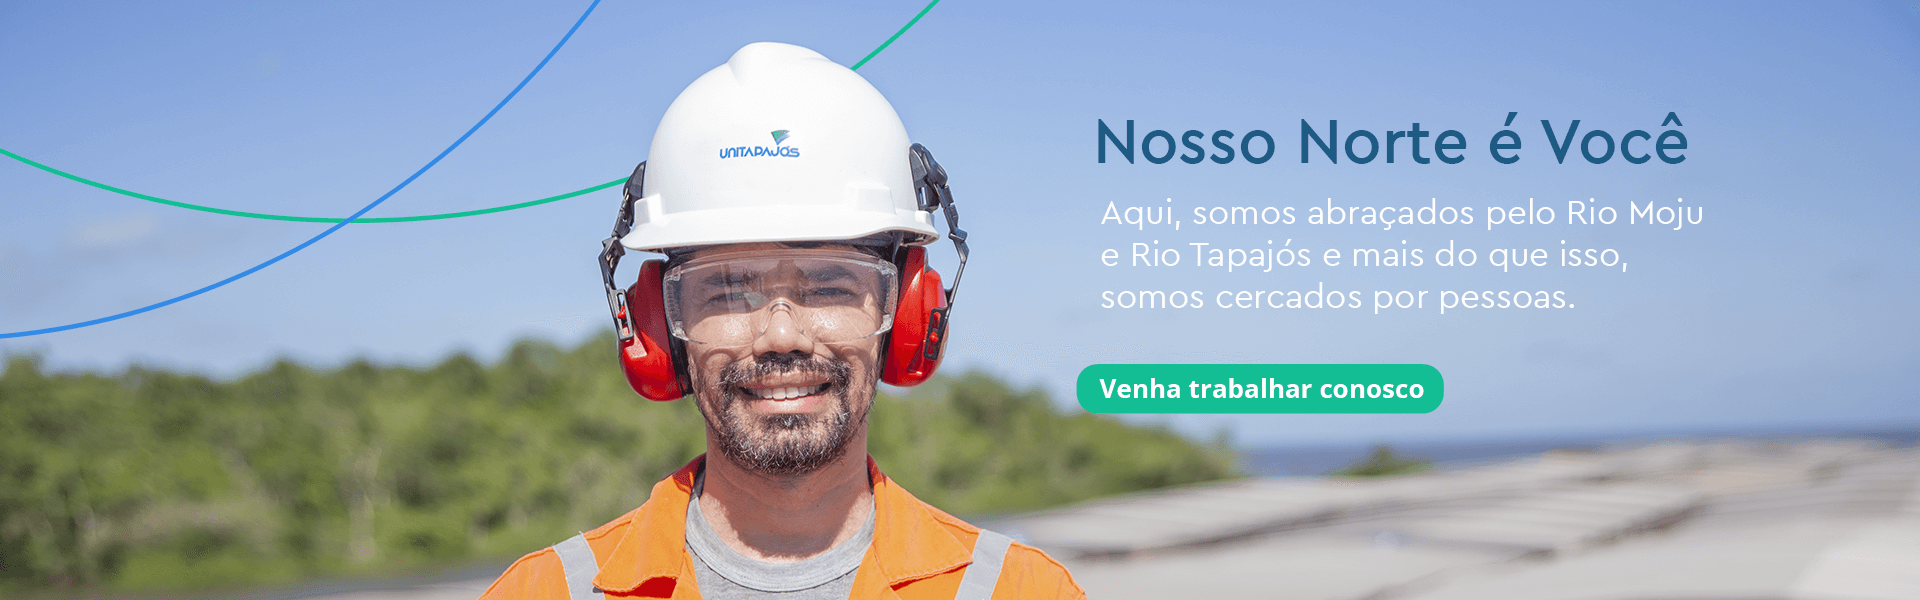 UNITAPAJÓS
Nosso Norte é Você
Aqui, somos abraçados pelo Rio Moju
e Rio Tapajós e mais do que isso,
somos cercados por pessoas.
Venha trabalhar conosco